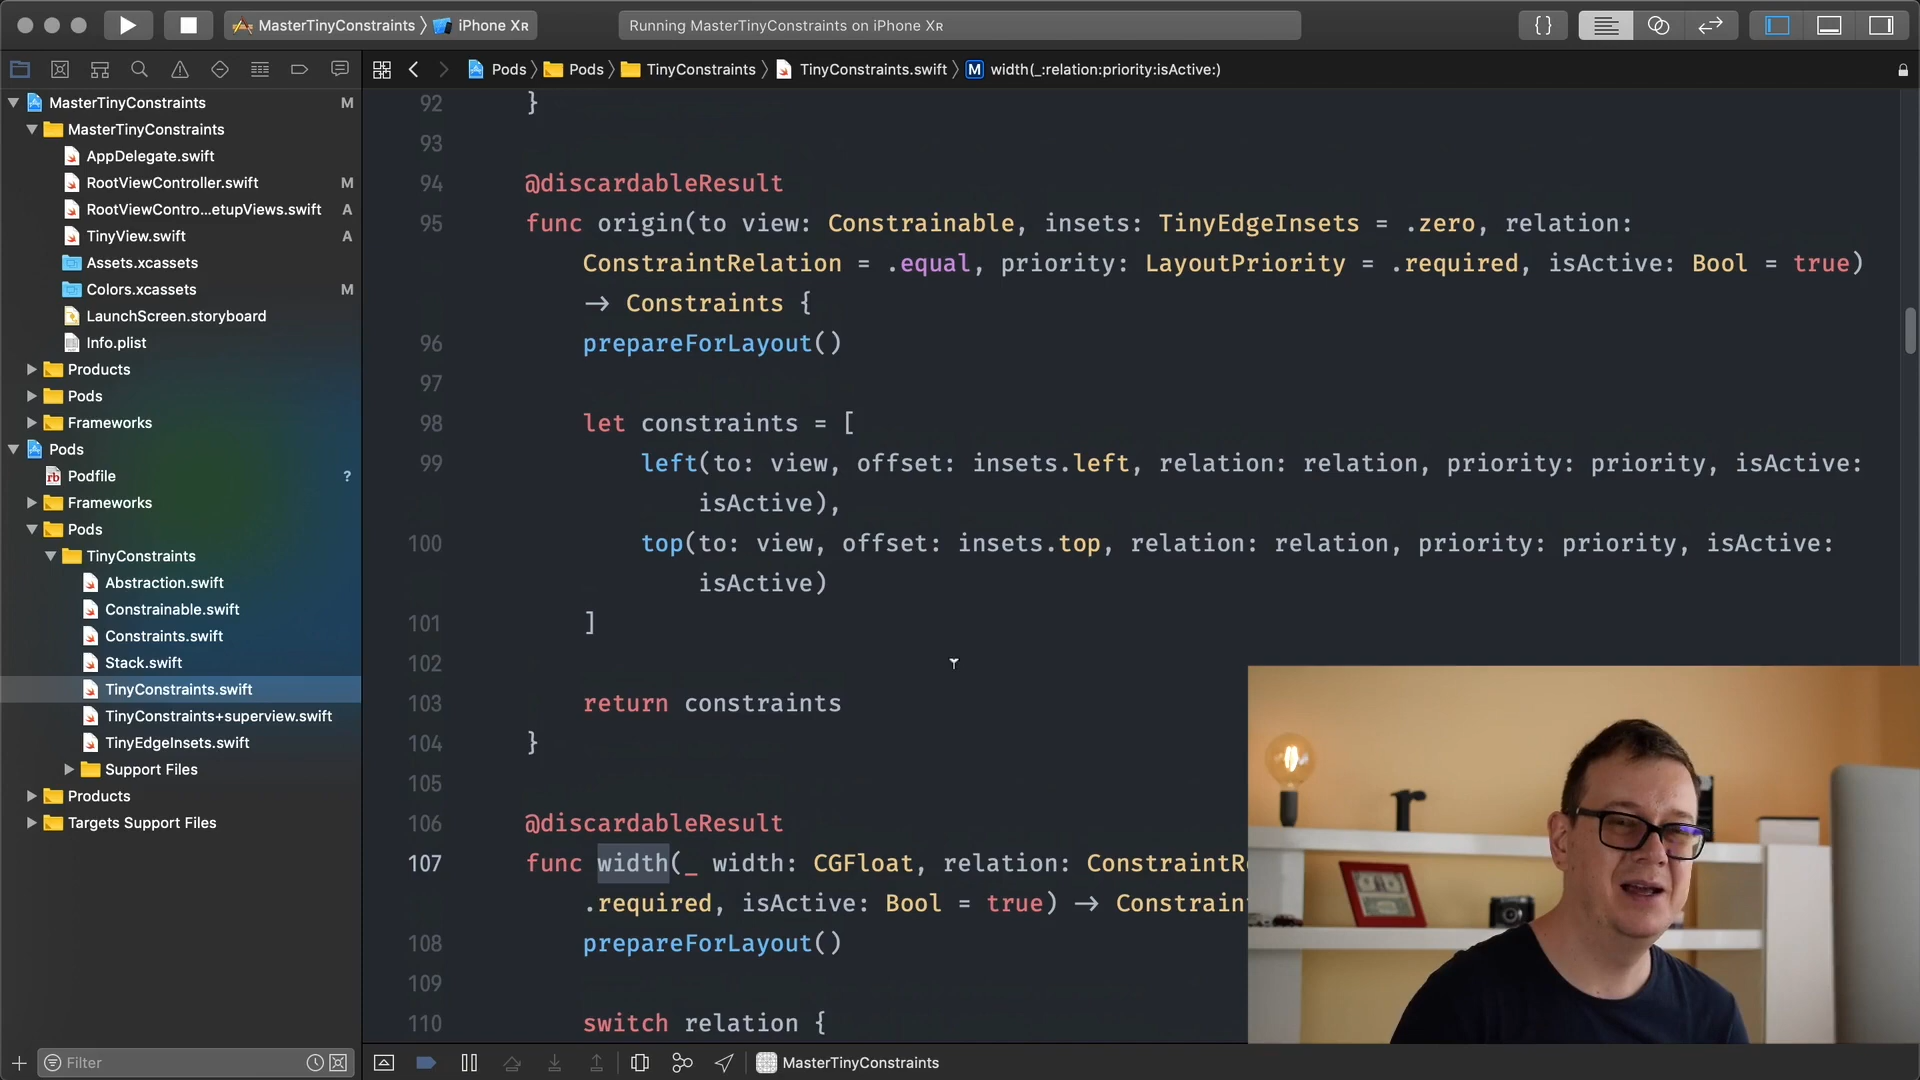 MasterTinyConstraints
iPhone XR
Running MasterTinyConstraints on iPhone XR
{ }
Pods
Pods
TinyConstraints
TinyConstraints.swift
M
width(_:relation:priority:isActive:)
MasterTinyConstraints M
MasterTinyConstraints
AppDelegate.swift
RootViewController.swift M
RootViewContro...etupViews.swift A
TinyView.swift A
Assets.xcassets
Colors.xcassets M
LaunchScreen.storyboard
Info.plist
Products
Pods
Frameworks
Pods
rb Podfile ?
Frameworks
Pods
TinyConstraints
Abstraction.swift
Constrainable.swift
Constraints.swift
Stack.swift
TinyConstraints.swift
TinyConstraints+superview.swift
TinyEdgeInsets.swift
Support Files
Products
Targets Support Files
Filter
92 }
93
94 @discardableResult
95 func origin(to view: Constrainable, insets: TinyEdgeInsets = .zero, relation:
ConstraintRelation = .equal, priority: LayoutPriority = .required, isActive: Bool = true)
-> Constraints {
96 prepareForLayout()
97
98 let constraints = [
99 left(to: view, offset: insets.left, relation: relation, priority: priority, isActive:
isActive),
100 top(to: view, offset: insets.top, relation: relation, priority: priority, isActive:
isActive)
101 ]
102
103 return constraints
104 }
105
106 @discardableResult
107 func width(_ width: CGFloat, relation: ConstraintR
.required, isActive: Bool = true) -> Constrain
108 prepareForLayout()
109
110 switch relation {
MasterTinyConstraints